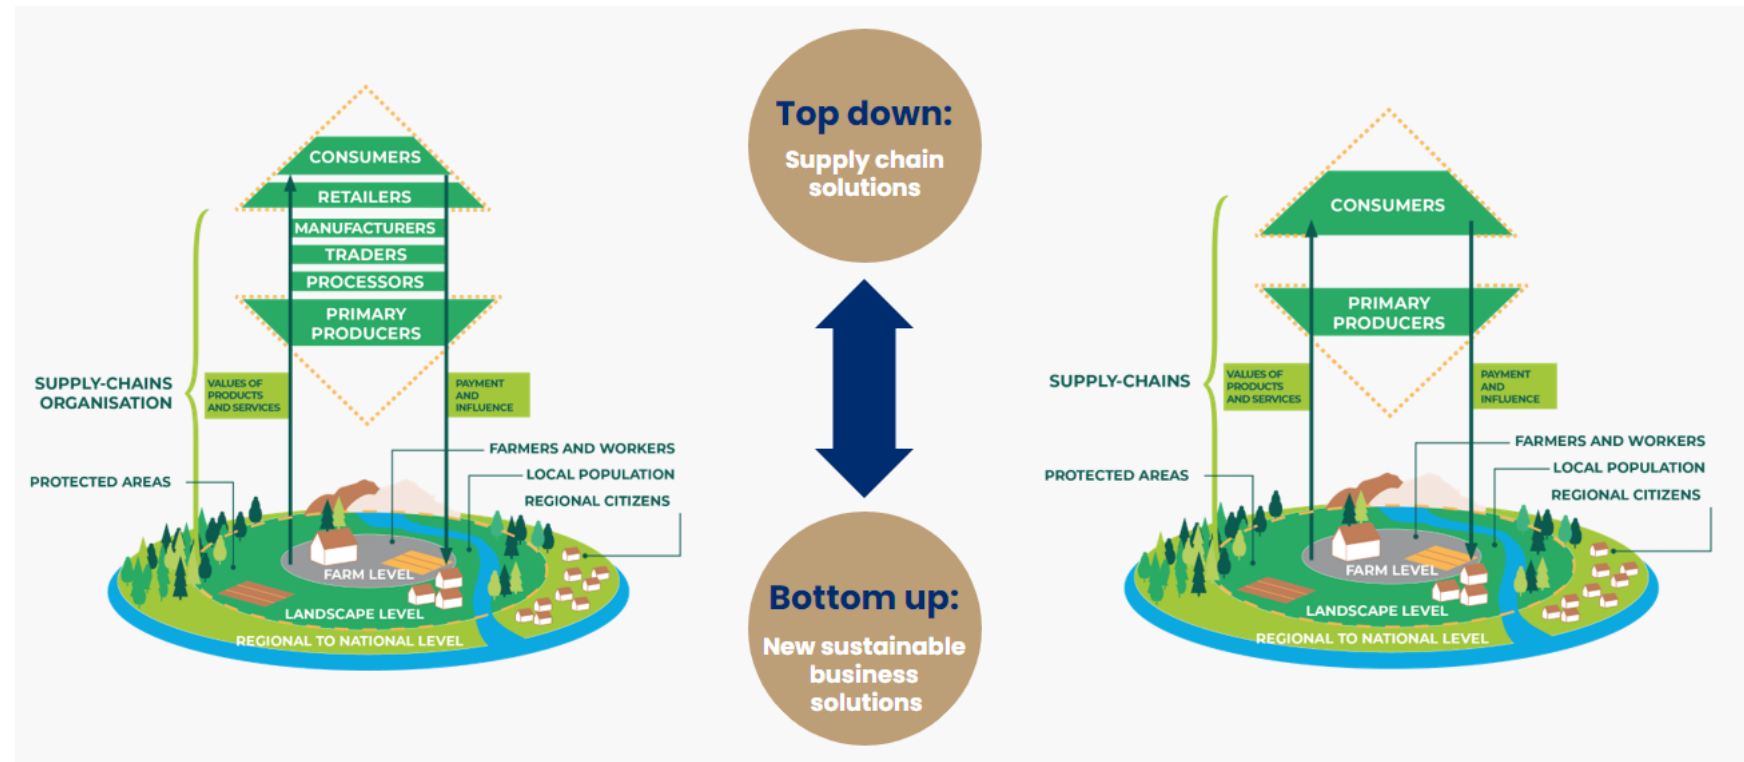 CONSUMERS
RETAILERS
MANUFACTURERS
TRADERS
PROCESSORS
PRIMARY
PRODUCERS
SUPPLY-CHAINS
ORGANISATION
VALUES OF
PRODUCTS
AND SERVICES
PAYMENT
AND
INFLUENCE
FARMERS AND WORKERS
LOCAL POPULATION
REGIONAL CITIZENS
PROTECTED AREAS
FARM LEVEL
LANDSCAPE LEVEL
REGIONAL TO NATIONAL LEVEL
Top down:
Supply chain
solutions
Bottom up:
New sustainable
business
solutions
CONSUMERS
PRIMARY
PRODUCERS
SUPPLY-CHAINS
VALUES OF
PRODUCTS
AND SERVICES
PAYMENT
AND
INFLUENCE
FARMERS AND WORKERS
LOCAL POPULATION
REGIONAL CITIZENS
PROTECTED AREAS
FARM LEVEL
LANDSCAPE LEVEL
REGIONAL TO NATIONAL LEVEL